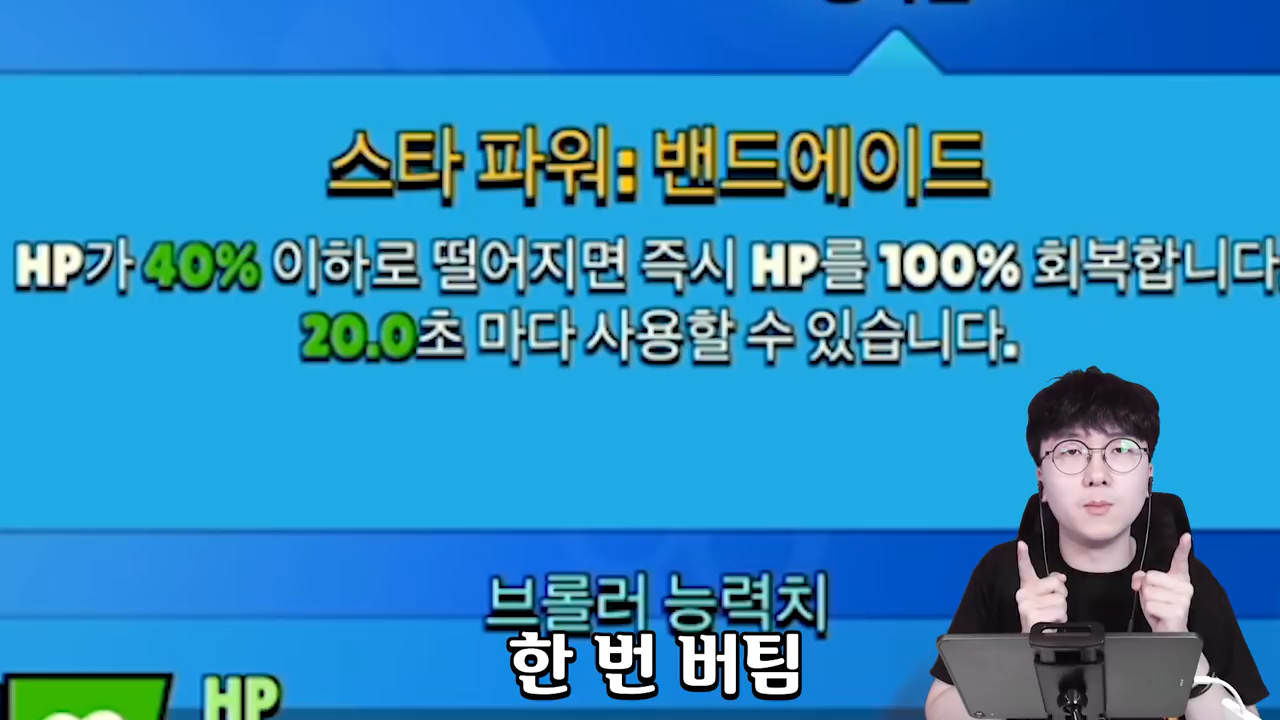 스타 파워: 밴드에이드
HP가 40% 이하로 떨어지면 즉시 HP를 100% 회복합니다
20.0초 마다 사용할 수 있습니다.
브롤러 능력치
한 번 버팀
HP